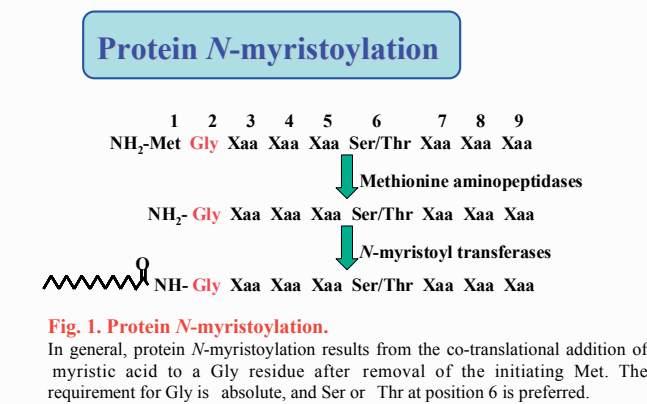 Protein N-myristoylation
1 2 3 4 5 6 7 8 9
NH2-Met Gly Xaa Xaa Xaa Ser/Thr Xaa Xaa Xaa
Methionine aminopeptidases
NH2- Gly Xaa Xaa Xaa Ser/Thr Xaa Xaa Xaa
N-myristoyl transferases
O
NH- Gly Xaa Xaa Xaa Ser/Thr Xaa Xaa Xaa
Fig. 1. Protein N-myristoylation.
In general, protein N-myristoylation results from the co-translational addition of
myristic acid to a Gly residue after removal of the initiating Met. The
requirement for Gly is absolute, and Ser or Thr at position 6 is preferred.